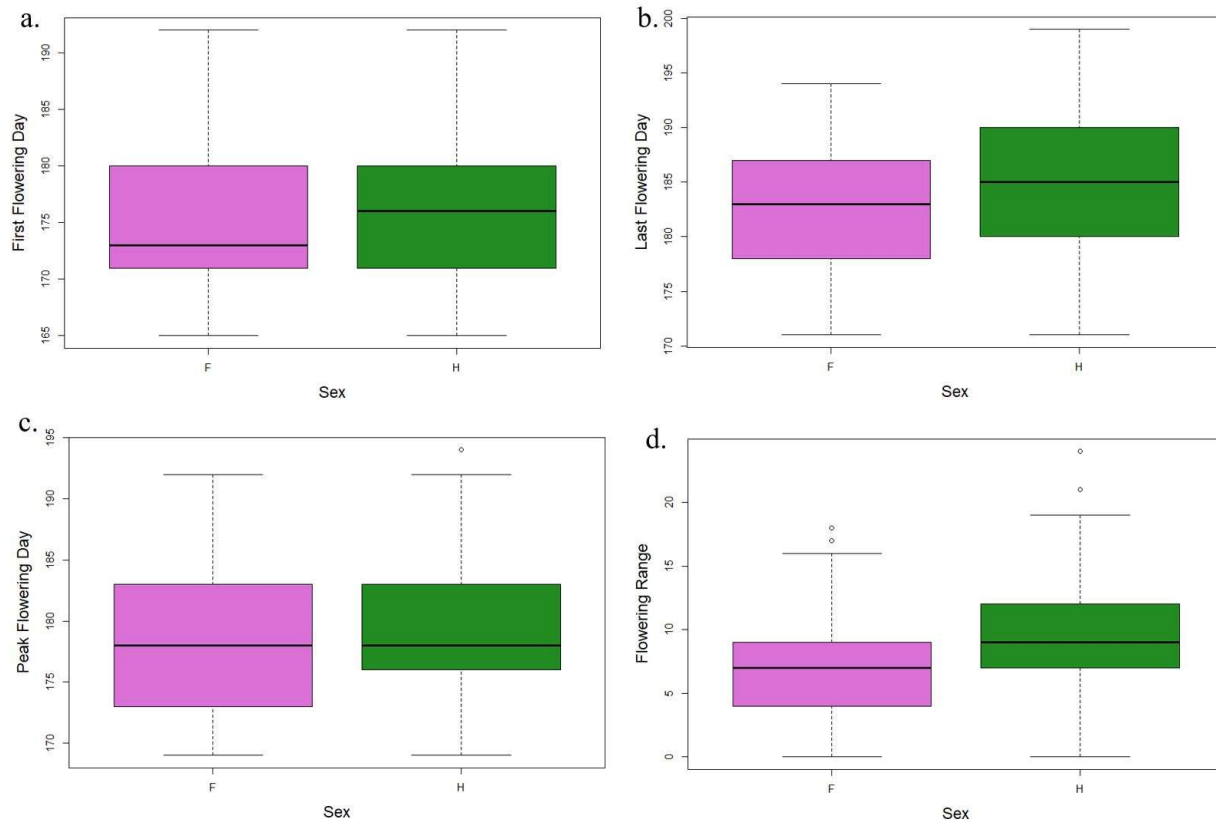 a.
First Flowering Day
190
185
180
175
170
165
F H
Sex
b.
Last Flowering Day
200
195
190
185
180
175
170
F H
Sex
c.
Peak Flowering Day
195
190
185
180
175
170
F H
Sex
d.
Flowering Range
20
15
10
5
0
F H
Sex